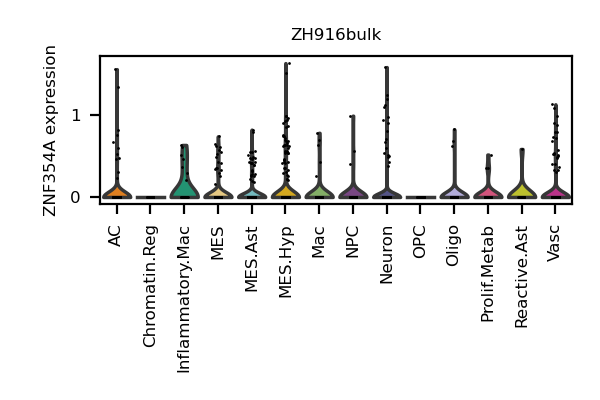 ZH916bulk
ZNF354A expression
1
0
AC
Chromatin.Reg
Inflammatory.Mac
MES
MES.Ast
MES.Hyp
Mac
NPC
Neuron
OPC
Oligo
Prolif.Metab
Reactive.Ast
Vasc